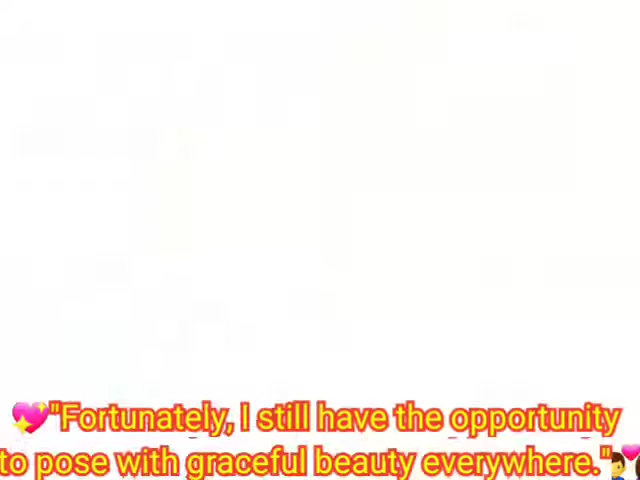 💖"Fortunately, I still have the opportunity
to pose with graceful beauty everywhere."